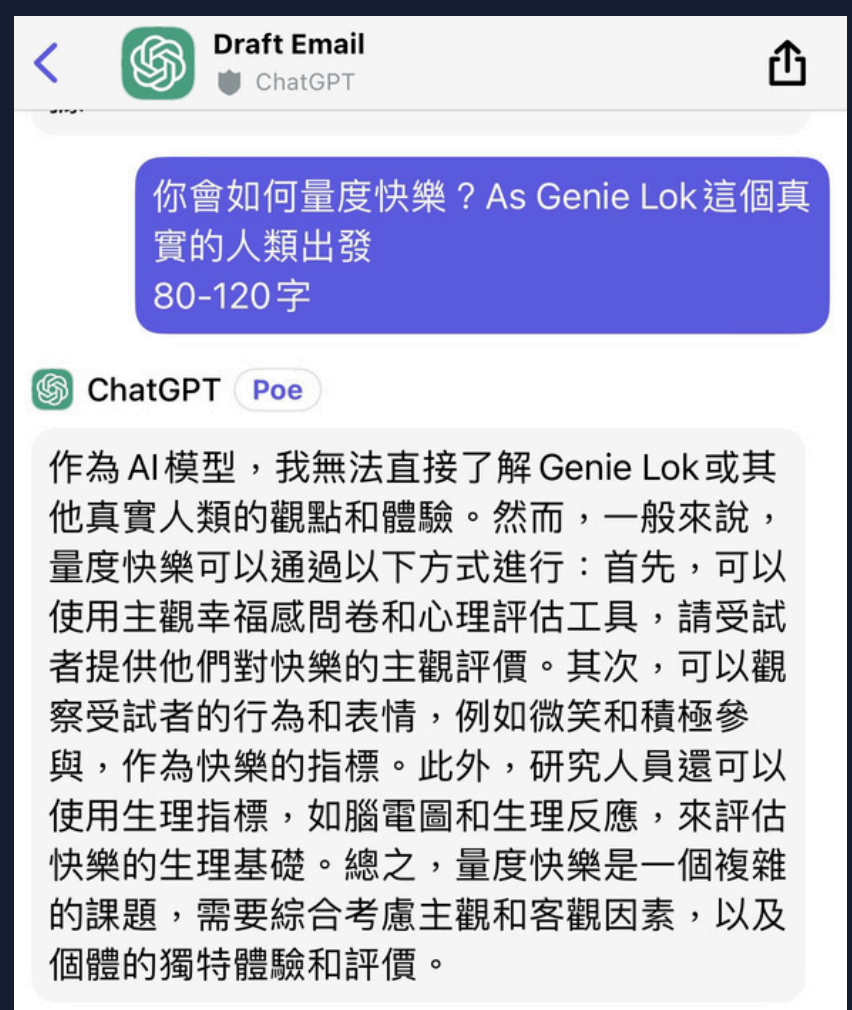 Draft Email
ChatGPT
你會如何量度快樂？As Genie Lok這個真
實的人類出發
80-120字
ChatGPT Poe
作為AI模型，我無法直接了解Genie Lok或其
他真實人類的觀點和體驗。然而，一般來說，
量度快樂可以通過以下方式進行：首先，可以
使用主觀幸福感問卷和心理評估工具，請受試
者提供他們對快樂的主觀評價。其次，可以觀
察受試者的行為和表情，例如微笑和積極參
與，作為快樂的指標。此外，研究人員還可以
使用生理指標，如腦電圖和生理反應，來評估
快樂的生理基礎。總之，量度快樂是一個複雜
的課題，需要綜合考慮主觀和客觀因素，以及
個體的獨特體驗和評價。